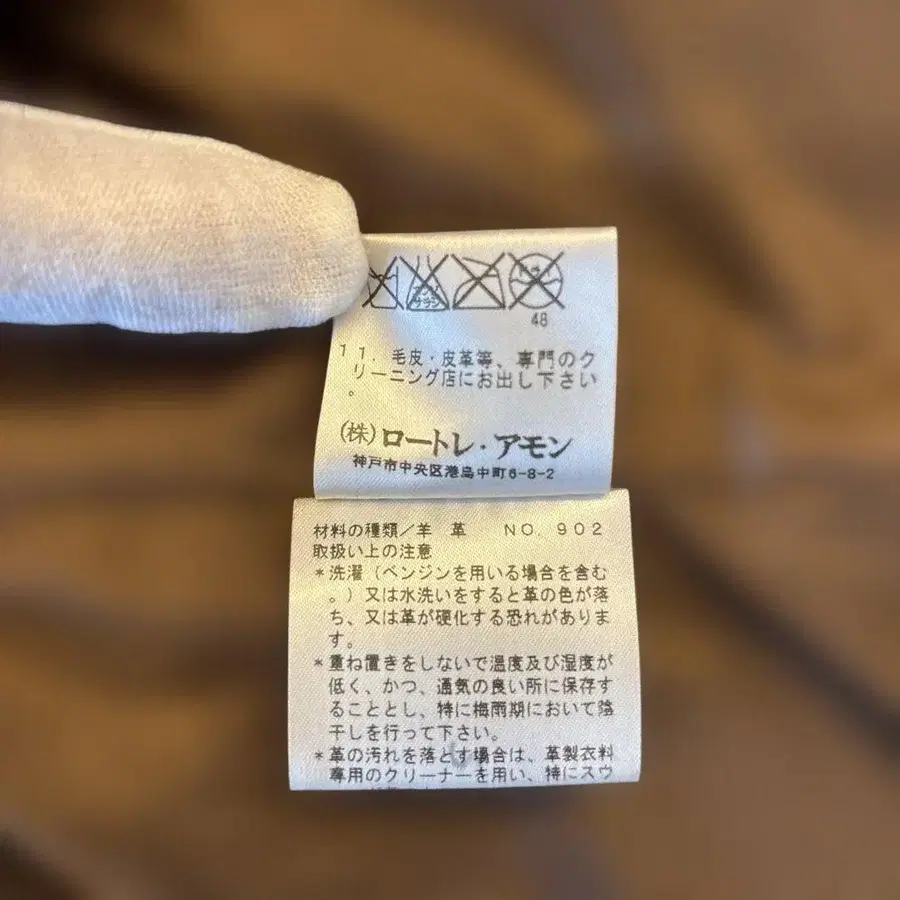 48
11.毛皮・皮革等、専門のク
リーニング店にお出し下さい
。
(株)ロートレ・アモン
神戸市中央区港島中町6-8-2
材料の種類/羊 革 NO.902
取扱い上の注意
*洗濯(ベンジンを用いる場合を含む
。)又は水洗いをすると革の色が落
ち、又は革が硬化する恐れがありま
す。
*重ね置きをしないで温度及び湿度が
低く、かつ、通気の良い所に保存す
ることとし、特に梅雨期において陰
干しを行って下さい。
*革の汚れを落とす場合は、革製衣料
専用のクリーナーを用い、特にスウ